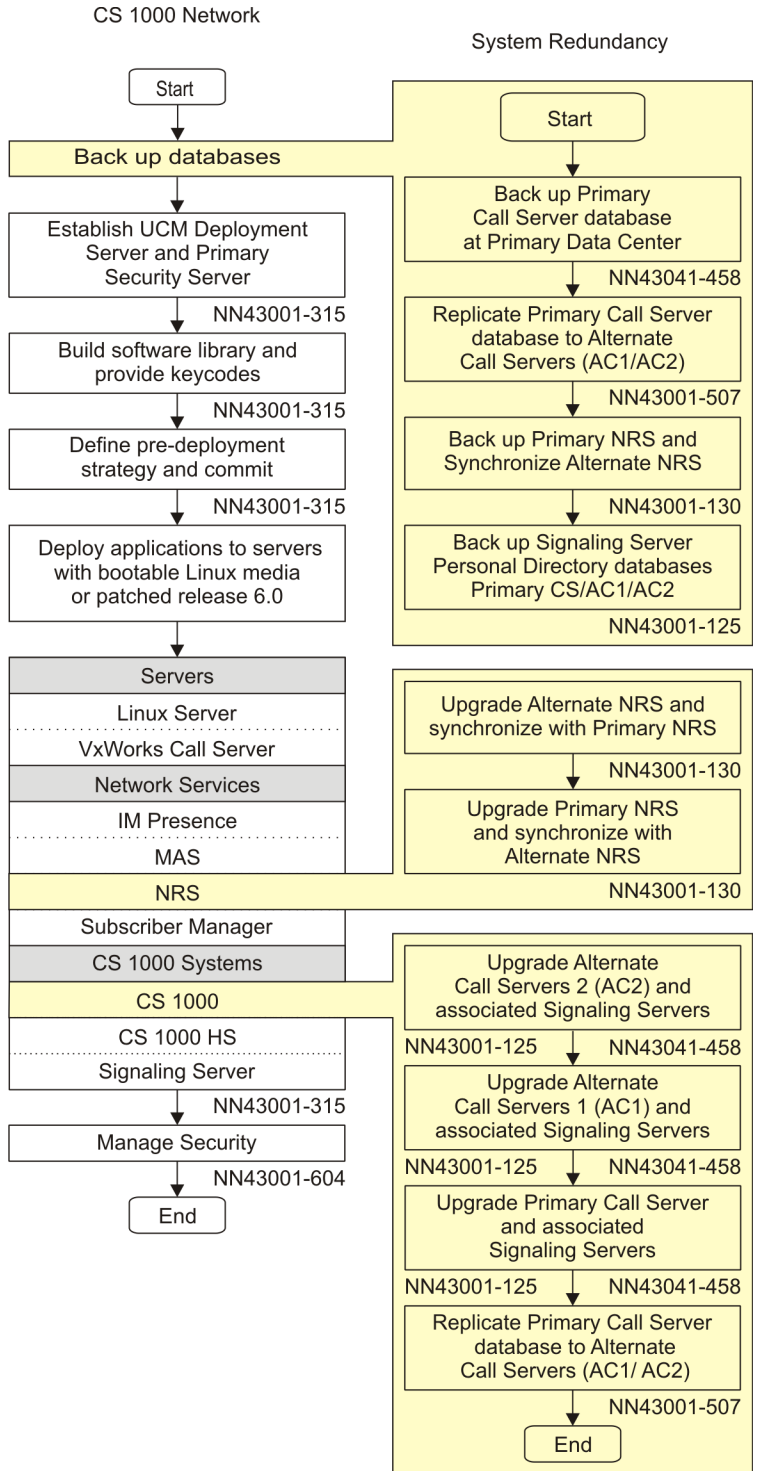 CS 1000 Network
Start
Back up databases
Establish UCM Deployment
Server and Primary
Security Server
NN43001-315
Build software library and
provide keycodes
NN43001-315
Define pre-deployment
strategy and commit
NN43001-315
Deploy applications to servers
with bootable Linux media
or patched release 6.0
Servers
Linux Server
VxWorks Call Server
Network Services
IM Presence
MAS
NRS
Subscriber Manager
CS 1000 Systems
CS 1000
CS 1000 HS
Signaling Server
NN43001-315
Manage Security
NN43001-604
End
System Redundancy
Start
Back up Primary
Call Server database
at Primary Data Center
NN43041-458
Replicate Primary Call Server
database to Alternate
Call Servers (AC1/AC2)
NN43001-507
Back up Primary NRS and
Synchronize Alternate NRS
NN43001-130
Back up Signaling Server
Personal Directory databases
Primary CS/AC1/AC2
NN43001-125
Upgrade Alternate NRS and
synchronize with Primary NRS
NN43001-130
Upgrade Primary NRS
and synchronize with
Alternate NRS
NN43001-130
Upgrade Alternate
Call Servers 2 (AC2) and
associated Signaling Servers
NN43001-125 NN43041-458
Upgrade Alternate
Call Servers 1 (AC1) and
associated Signaling Servers
NN43001-125 NN43041-458
Upgrade Primary Call Server
and associated
Signaling Servers
NN43001-125 NN43041-458
Replicate Primary Call Server
database to Alternate
Call Servers (AC1/ AC2)
NN43001-507
End